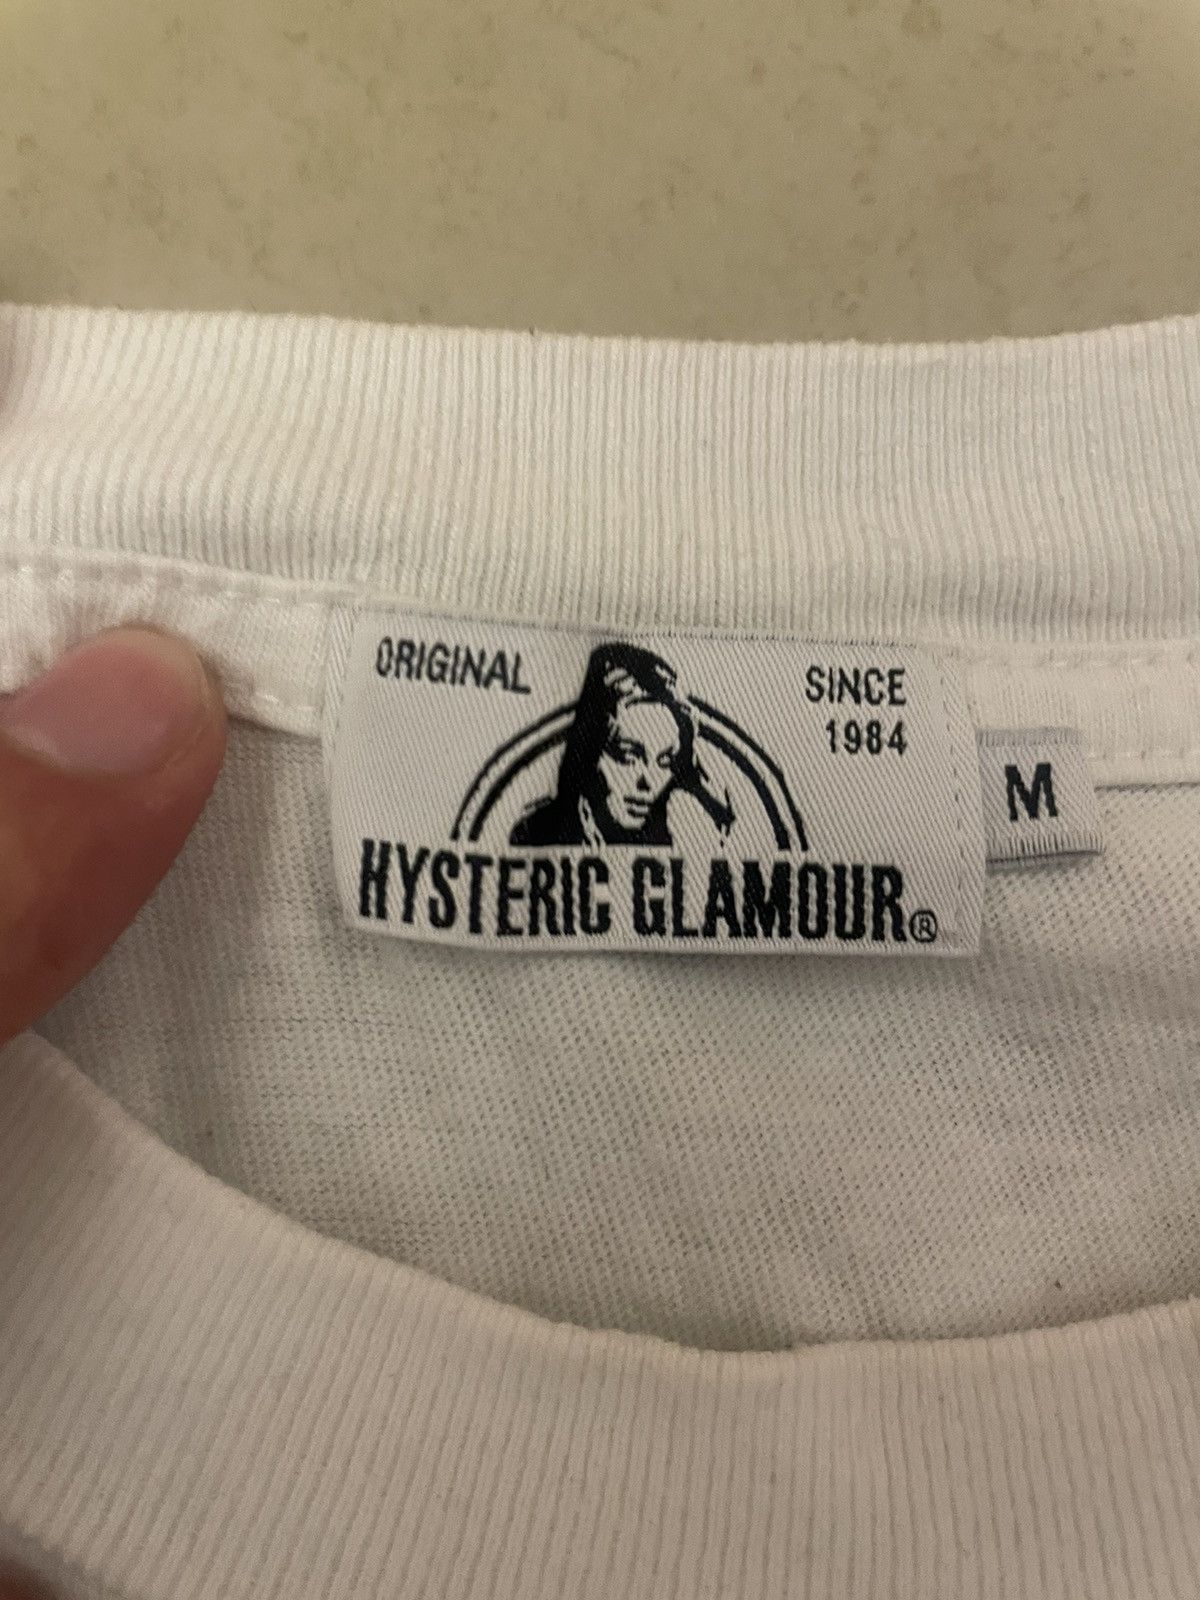 ORIGINAL
SINCE
1984
HYSTERIC GLAMOUR®
M